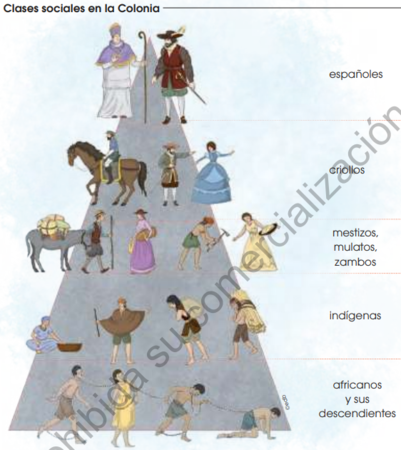 Clases sociales en la Colonia
españoles
criollos
mestizos,
mulatos,
zambos
indígenas
africanos
y sus
descendientes